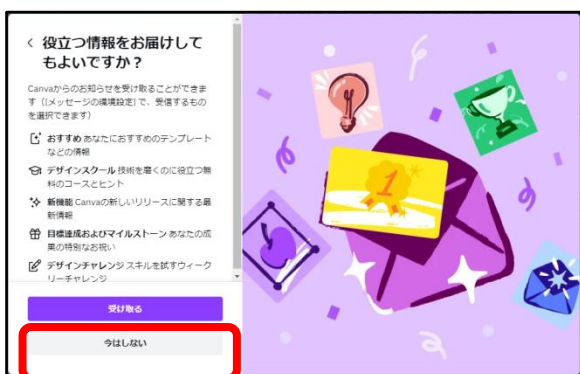 < 役立つ情報をお届けして
もよいですか？
Canvaからのお知らせを受け取ることができま
す（[メッセージの環境設定]で、受信するもの
を選択できます）
おすすめ あなたにおすすめのテンプレート
などの情報
デザインスクール 技術を磨くのに役立つ無
料のコースとヒント
新機能 Canvaの新しいリリースに関する最
新情報
目標達成およびマイルストーン あなたの成
果の特別なお祝い
デザインチャレンジ スキルを試すウィーク
リーチャレンジ
受け取る
今はしない
1